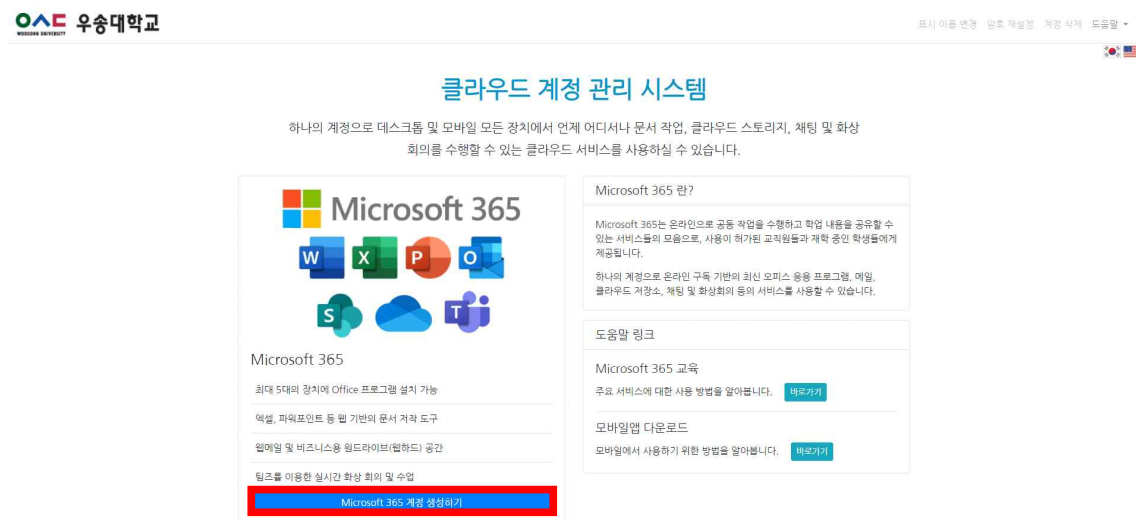 우송대학교
WOOSONG UNIVERSITY
표시 이름 변경 암호 재설정 계정 삭제 도움말
클라우드 계정 관리 시스템
하나의 계정으로 데스크톱 및 모바일 모든 장치에서 언제 어디서나 문서 작업, 클라우드 스토리지, 채팅 및 화상
회의를 수행할 수 있는 클라우드 서비스를 사용하실 수 있습니다.
Microsoft 365
W X P O
S T
Microsoft 365
최대 5대의 장치에 Office 프로그램 설치 가능
엑셀, 파워포인트 등 웹 기반의 문서 저작 도구
웹메일 및 비즈니스용 원드라이브(웹하드) 공간
팀즈를 이용한 실시간 화상 회의 및 수업
Microsoft 365 계정 생성하기
Microsoft 365 란?
Microsoft 365는 온라인으로 공동 작업을 수행하고 학업 내용을 공유할 수
있는 서비스들의 모음으로, 사용이 허가된 교직원들과 재학 중인 학생들에게
제공됩니다.
하나의 계정으로 온라인 구독 기반의 최신 오피스 응용 프로그램, 메일,
클라우드 저장소, 채팅 및 화상회의 등의 서비스를 사용할 수 있습니다.
도움말 링크
Microsoft 365 교육
주요 서비스에 대한 사용 방법을 알아봅니다. 바로가기
모바일앱 다운로드
모바일에서 사용하기 위한 방법을 알아봅니다. 바로가기